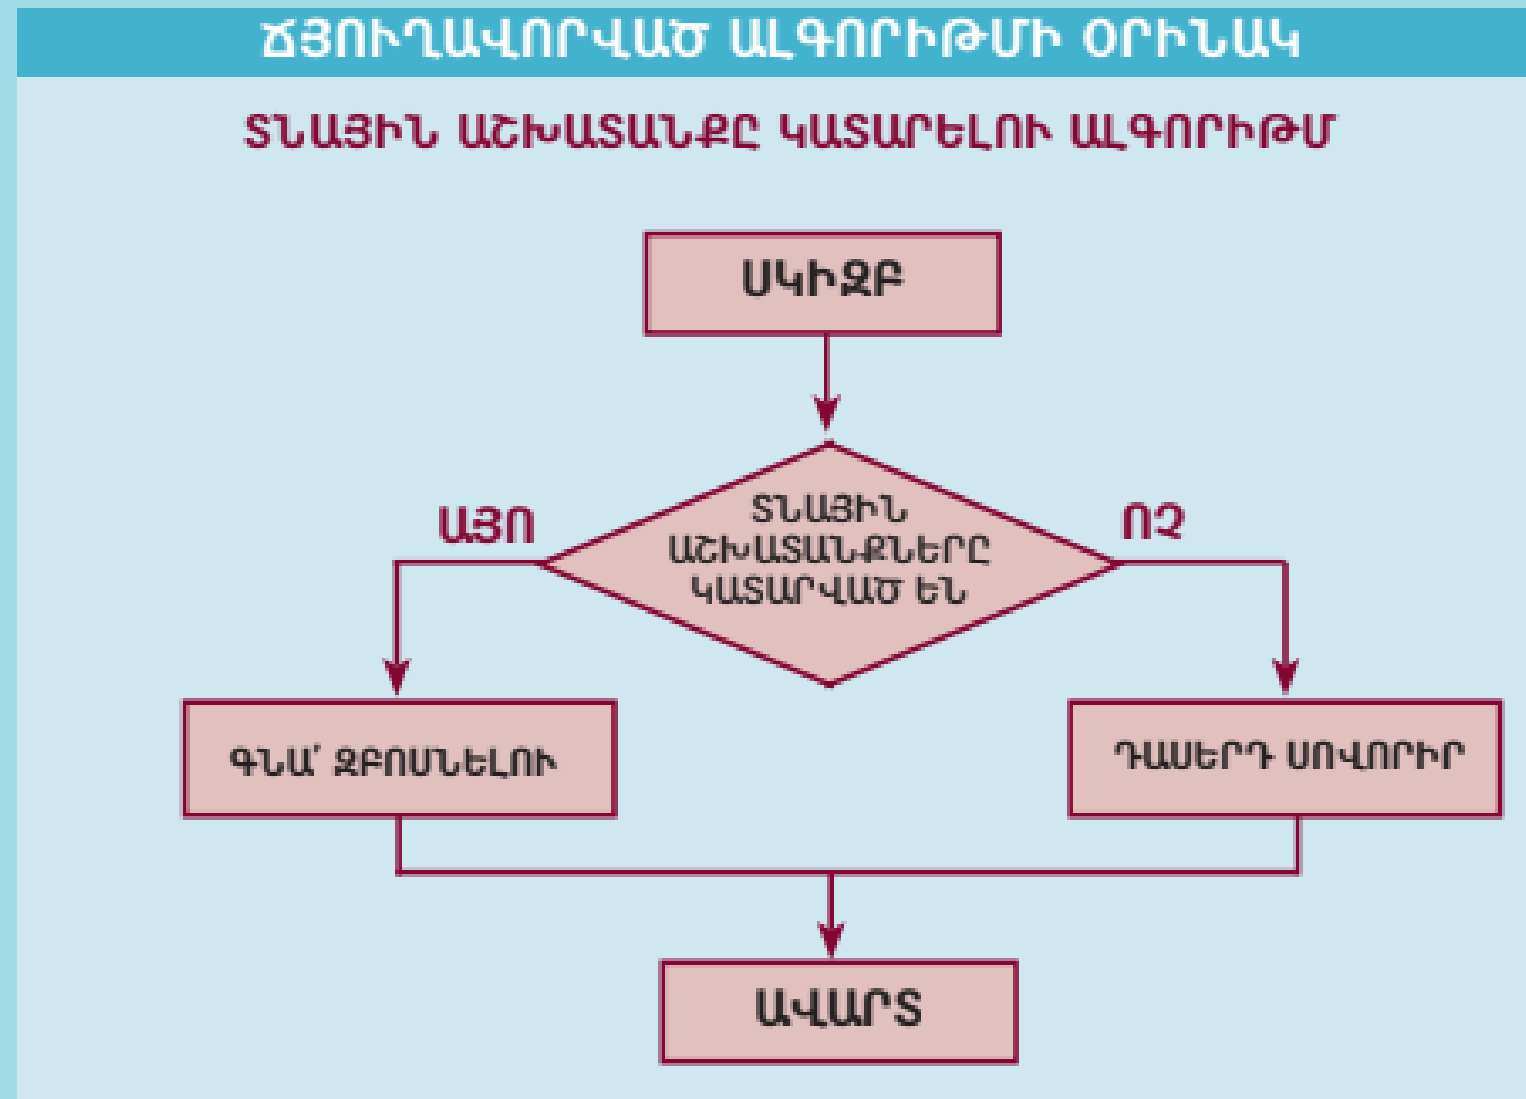 ՃՅՈՒՂԱՎՈՐՎԱԾ ԱԼԳՈՐԻԹՄԻ ՕՐԻՆԱԿ
ՏՆԱՅԻՆ ԱՇԽԱՏԱՆՔԸ ԿԱՏԱՐԵԼՈՒ ԱԼԳՈՐԻԹՄ
ՍԿԻԶԲ
ԱՅՈ
ՏՆԱՅԻՆ
ԱՇԽԱՏԱՆՔՆԵՐԸ
ԿԱՏԱՐՎԱԾ ԵՆ
ՈՉ
ԳՆԱ՛ ԶԲՈՍՆԵԼՈՒ
ԴԱՍԵՐԴ ՍՈՎՈՐԻՐ
ԱՎԱՐՏ